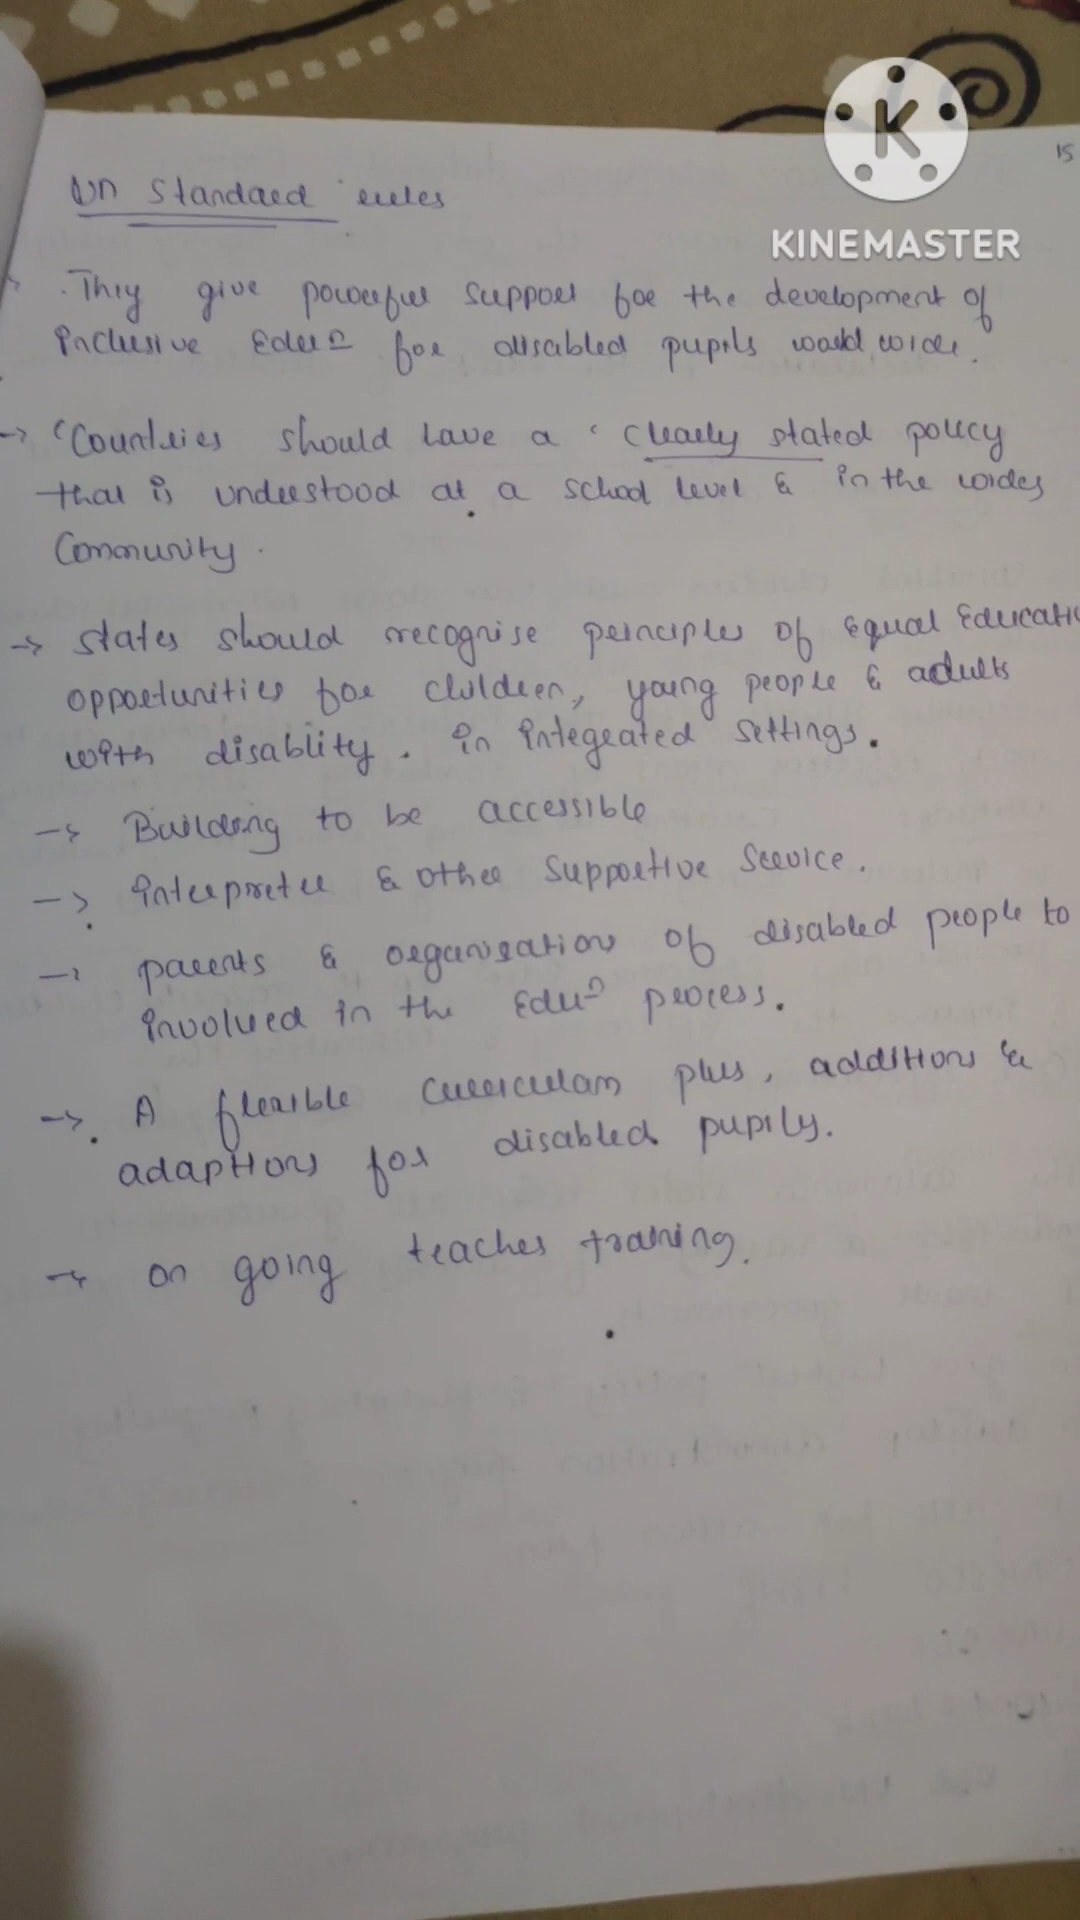 15
K
KINEMASTER
UN Standard rules
They give powerful support for the development of
inclusive Edun for disabled pupils world wide.
→ 'Countries should have a 'clearly stated policy
that is understood at a school level & in the wider
Community.
→ States should recognise principles of Equal Educatio
opportunities for children, young people & adults
with disablity. in integrated settings.
→ Building to be accessible
→ interpreter & other supportive service.
→ parents & organisations of disabled people to
involved in the Edun process.
→ A flexible curriculam plus, additions &
adaptions for disabled pupils.
→ on going teacher training.